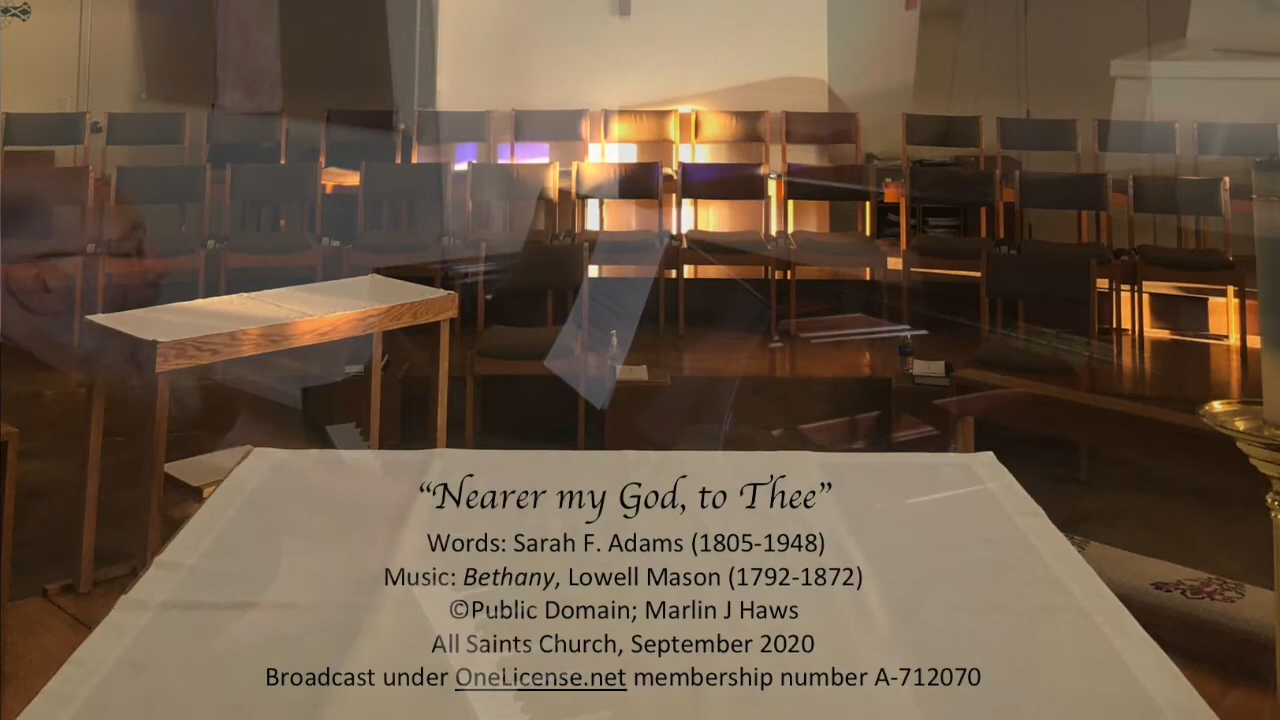 “Nearer my God, to Thee”
Words: Sarah F. Adams (1805-1948)
Music: Bethany, Lowell Mason (1792-1872)
©Public Domain; Marlin J Haws
All Saints Church, September 2020
Broadcast under OneLicense.net membership number A-712070